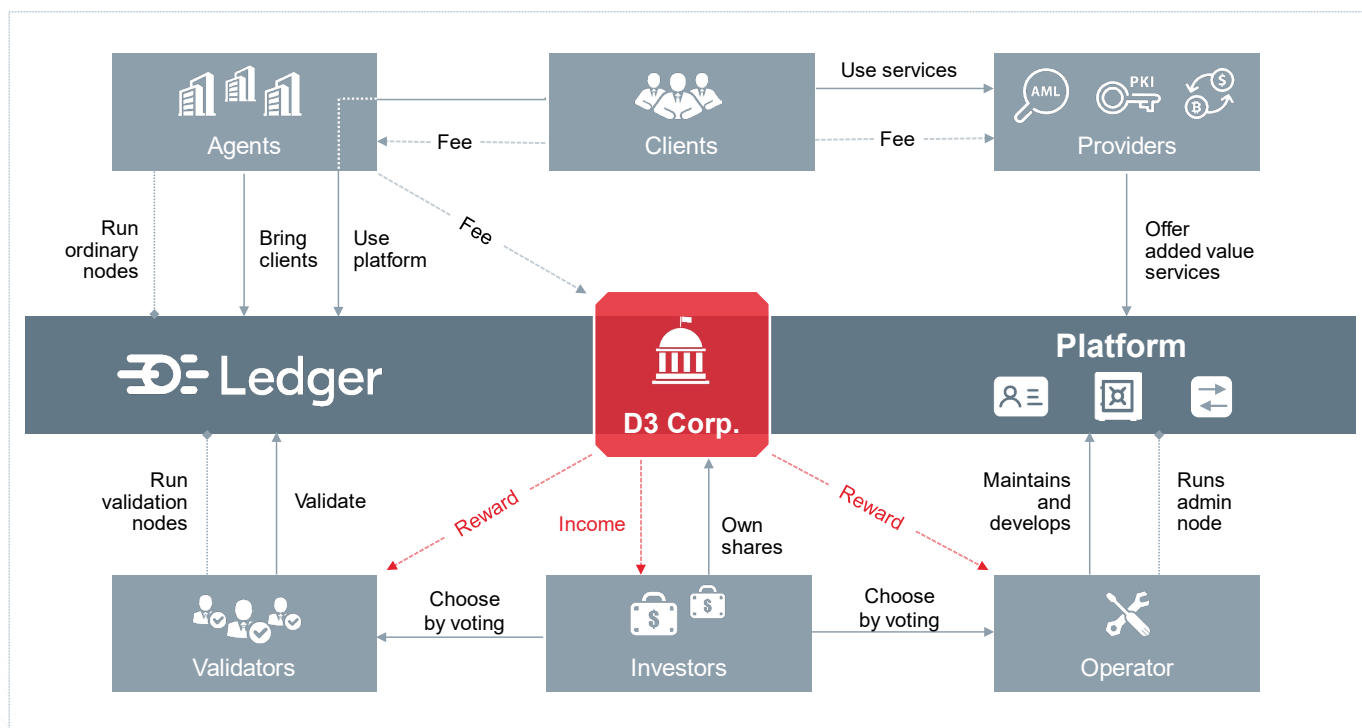 Agents
Fee
Clients
Use services
Fee
AML
PKI
$
B
Providers
Run
ordinary
nodes
Bring
clients
Use
platform
Fee
Offer
added value
services
Ledger
D3 Corp.
Platform
Run
validation
nodes
Validate
Reward
Income
Own
shares
Reward
Maintains
and
develops
Runs
admin
node
Validators
Choose
by voting
$
$
Investors
Choose
by voting
Operator